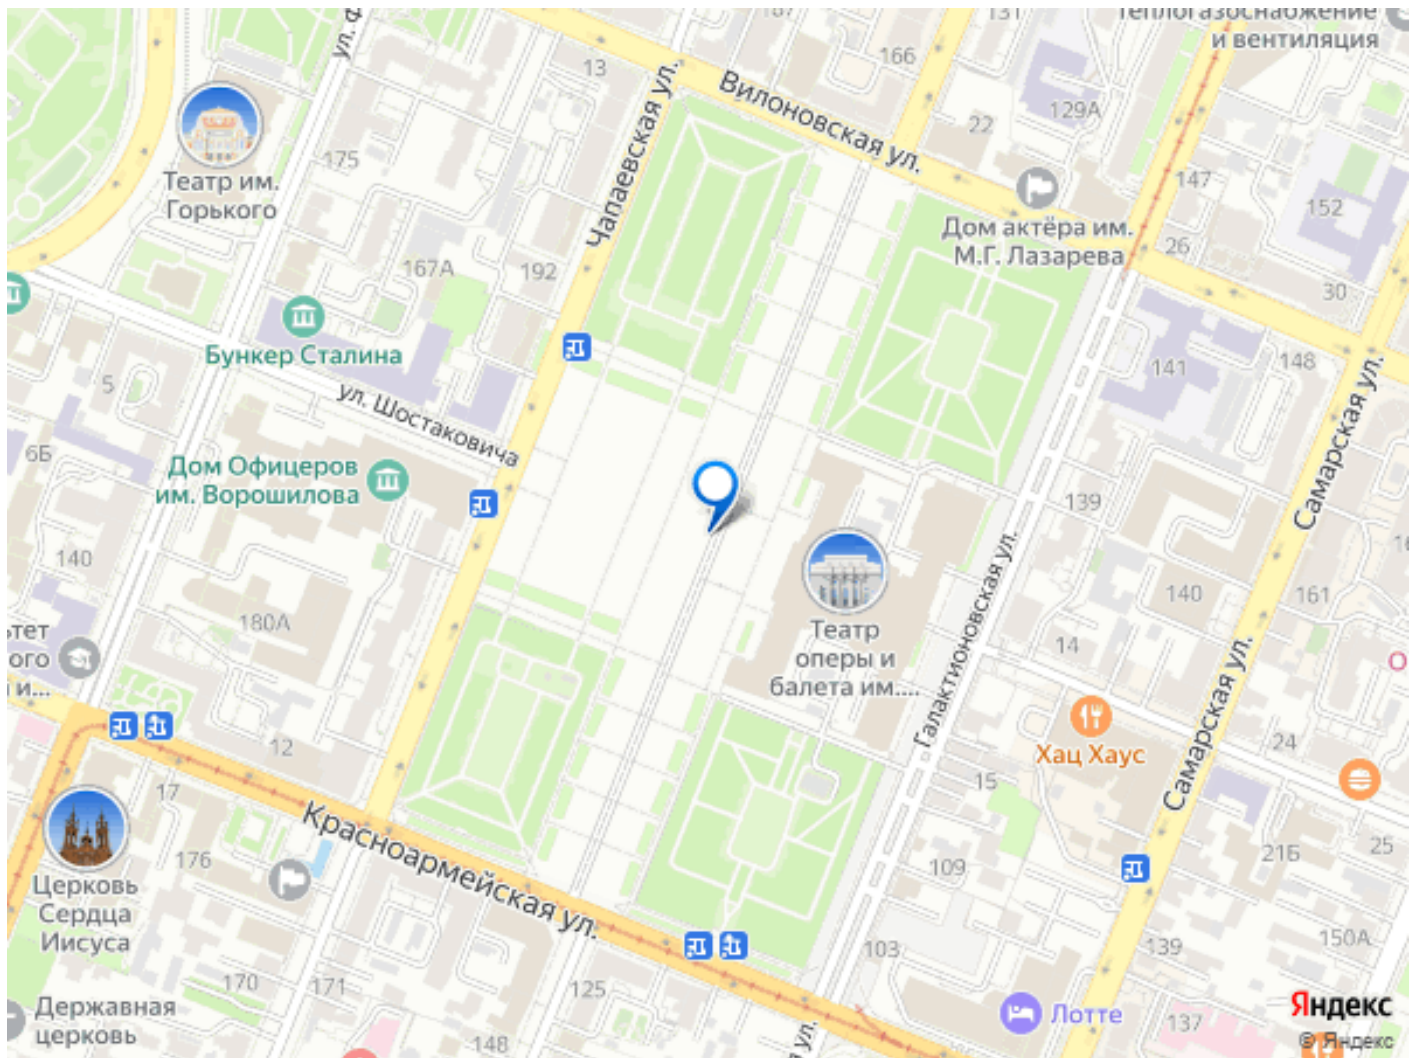 теплогазоснабжение
и вентиляция
187
131
166
13
ул. Ф
Вилоновская ул.
129А
22
Чапаевская ул.
175
Театр им.
Горького
147
152
Дом актёра им.
М.Г. Лазарева
26
167А
192
30
Бункер Сталина
141
148
5
ул. Шостаковича
6Б
Дом Офицеров
им. Ворошилова
Самарская ул.
139
140
Галактионовская ул.
140
161
180А
Театр
оперы и
балета им....
14
тет
ого
и...
Самарская ул.
12
24
Хац Хаус
15
17
Красноармейская ул.
176
109
21Б
25
Церковь
Сердца
Иисуса
103
139
150А
170
171
125
Державная
церковь
Лотте
137
Яндекс
© Яндекс
148
ул.